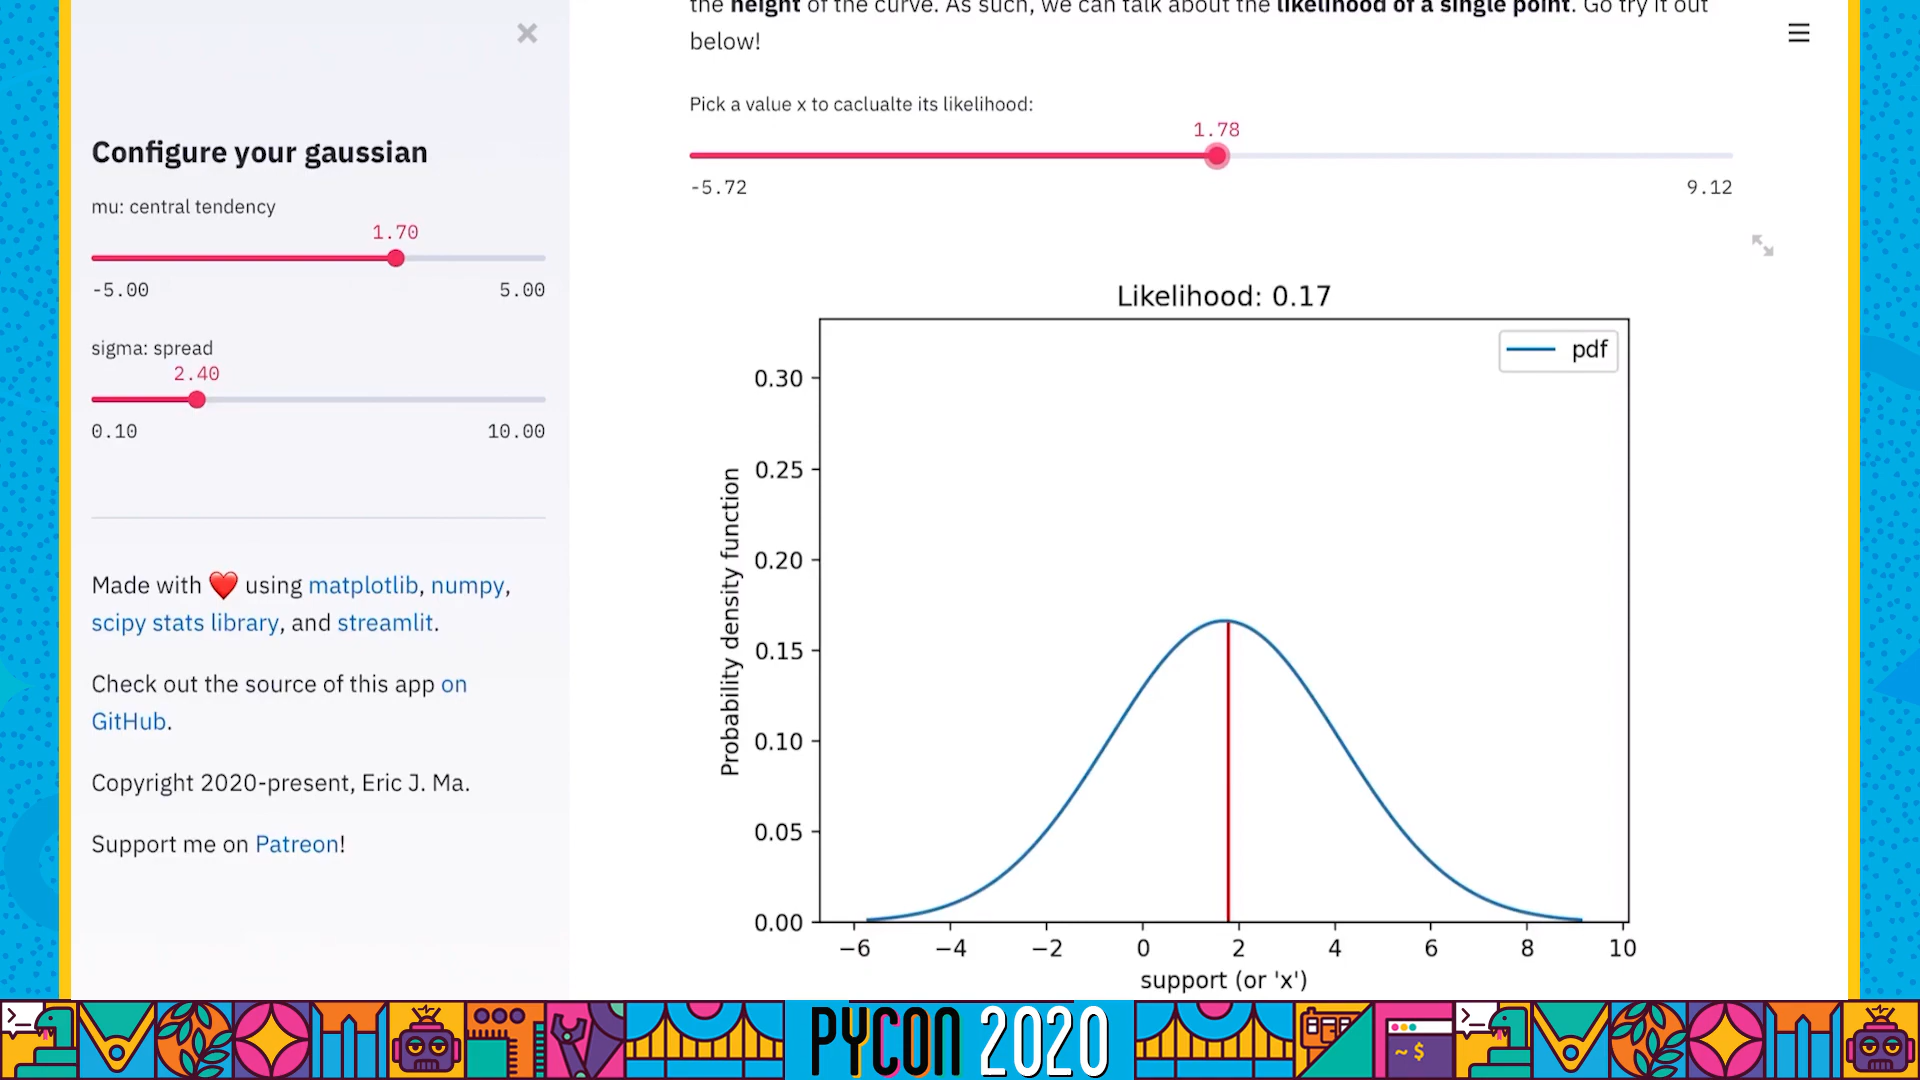 the height of the curve. As such, we can talk about the likelihood of a single point. Go try it out
below!
Pick a value x to caclualte its likelihood:
1.78
-5.72
9.12
Configure your gaussian
mu: central tendency
1.70
-5.00
5.00
sigma: spread
2.40
0.10
10.00
Made with ❤️ using matplotlib, numpy,
scipy stats library, and streamlit.
Check out the source of this app on
GitHub.
Copyright 2020-present, Eric J. Ma.
Support me on Patreon!
Likelihood: 0.17
pdf
Probability density function
0.30
0.25
0.20
0.15
0.10
0.05
0.00
−6 −4 −2 0 2 4 6 8 10
support (or 'x')
PYCON 2020
~ $